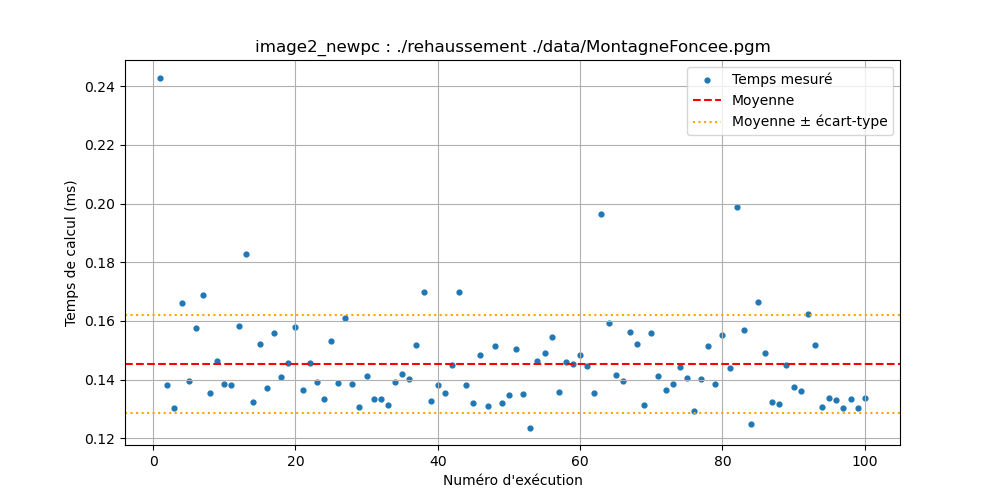 image2_newpc : ./rehaussement ./data/MontagneFoncee.pgm
Temps mesuré
Moyenne
Moyenne ± écart-type
Temps de calcul (ms)
0.24
0.22
0.20
0.18
0.16
0.14
0.12
0 20 40 60 80 100
Numéro d'exécution